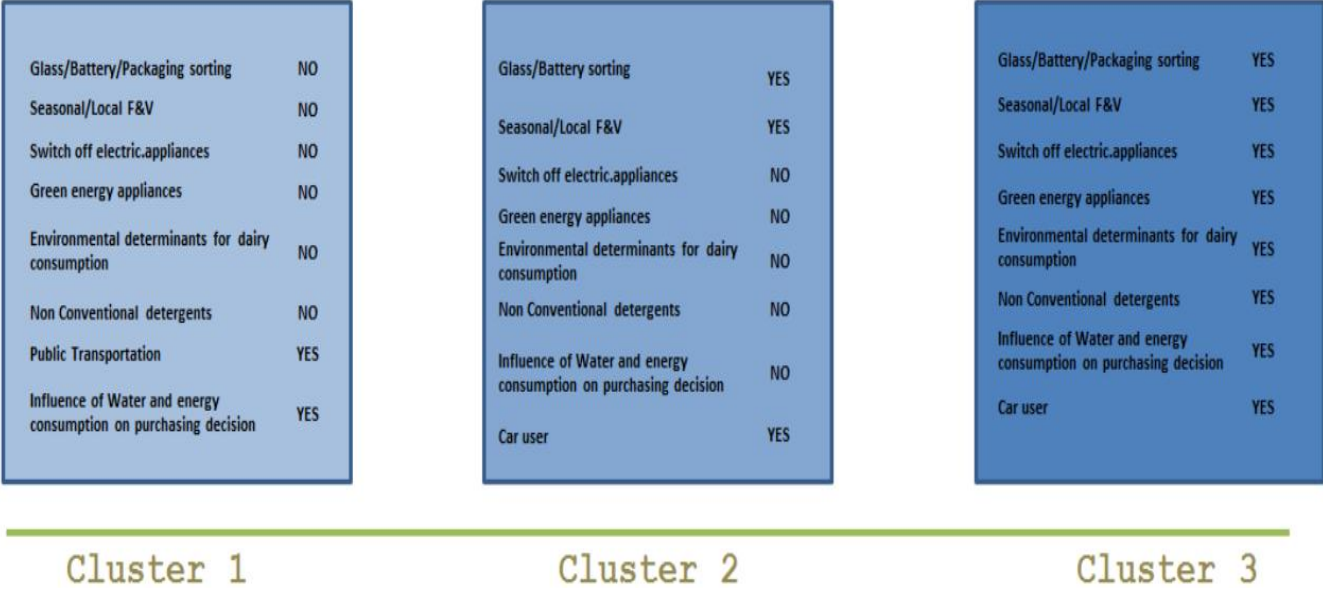 Glass/Battery/Packaging sorting NO
Seasonal/Local F&V NO
Switch off electric.appliances NO
Green energy appliances NO
Environmental determinants for dairy
consumption NO
Non Conventional detergents NO
Public Transportation YES
Influence of Water and energy
consumption on purchasing decision YES
Glass/Battery sorting YES
Seasonal/Local F&V YES
Switch off electric.appliances NO
Green energy appliances NO
Environmental determinants for dairy
consumption NO
Non Conventional detergents NO
Influence of Water and energy
consumption on purchasing decision NO
Car user YES
Glass/Battery/Packaging sorting YES
Seasonal/Local F&V YES
Switch off electric.appliances YES
Green energy appliances YES
Environmental determinants for dairy
consumption YES
Non Conventional detergents YES
Influence of Water and energy
consumption on purchasing decision YES
Car user YES
Cluster 1
Cluster 2
Cluster 3